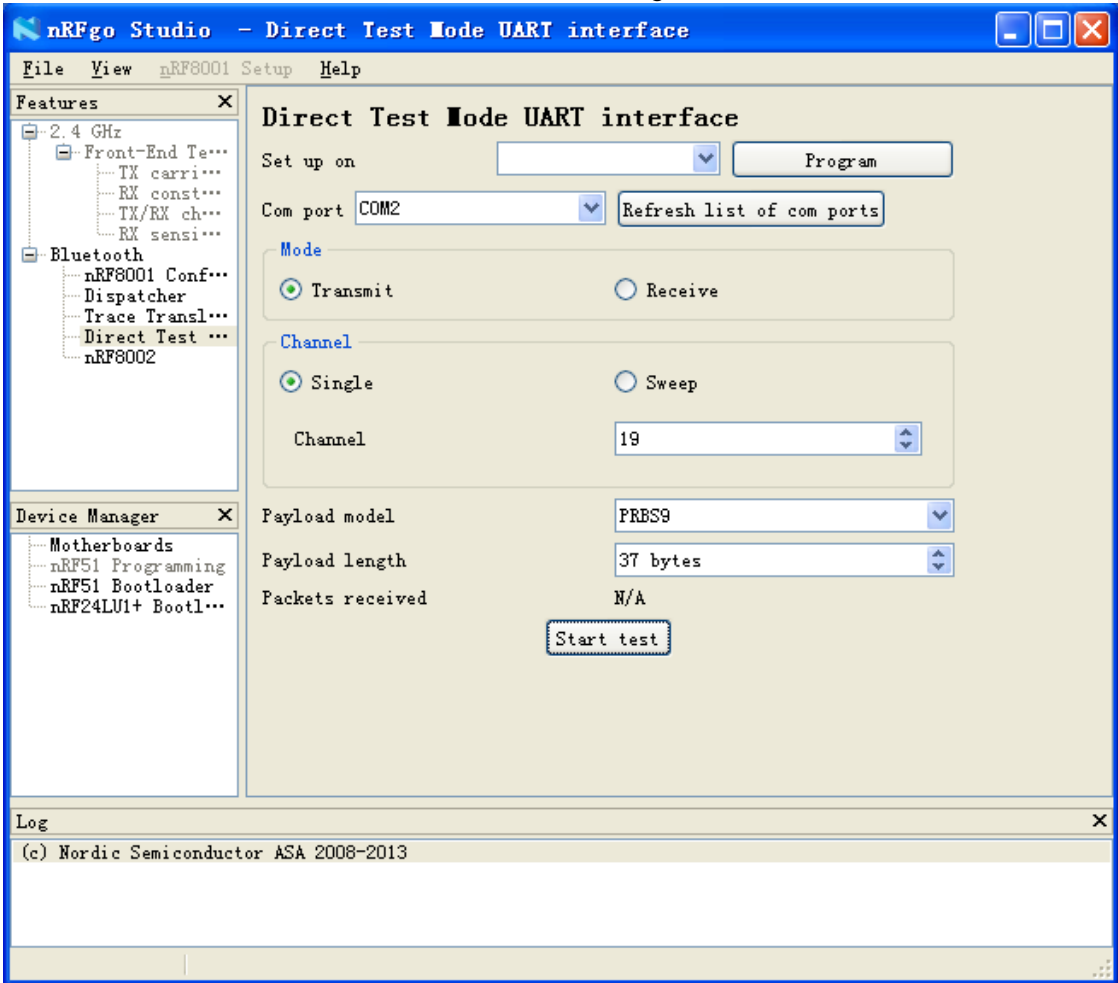 nRFgo Studio - Direct Test Mode UART interface
File View nRF8001 Setup Help
Features
2.4 GHz
Front-End Te...
TX carri...
RX const...
TX/RX ch...
RX sensi...
Bluetooth
nRF8001 Conf...
Dispatcher
Trace Transl...
Direct Test ...
nRF8002
Device Manager
Motherboards
nRF51 Programming
nRF51 Bootloader
nRF24LU1+ Bootl...
Direct Test Mode UART interface
Set up on
Program
Com port COM2 Refresh list of com ports
Mode
Transmit Receive
Channel
Single Sweep
Channel 19
Payload model PRBS9
Payload length 37 bytes
Packets received N/A
Start test
Log
(c) Nordic Semiconductor ASA 2008-2013